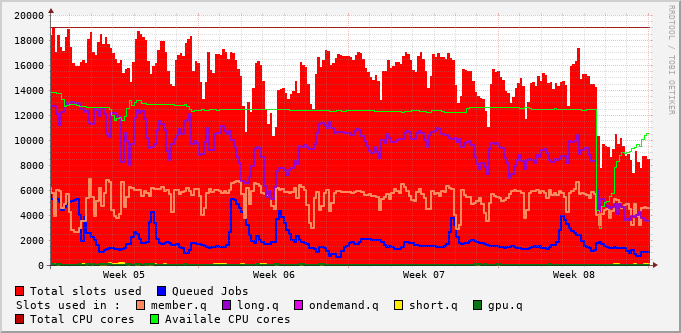 20000
18000
16000
14000
12000
10000
8000
6000
4000
2000
0
Week 05 Week 06 Week 07 Week 08
RRDTOOL / TOBI OETIKER
Total slots used Queued Jobs
Slots used in : member.q long.q ondemand.q short.q gpu.q
Total CPU cores Availale CPU cores